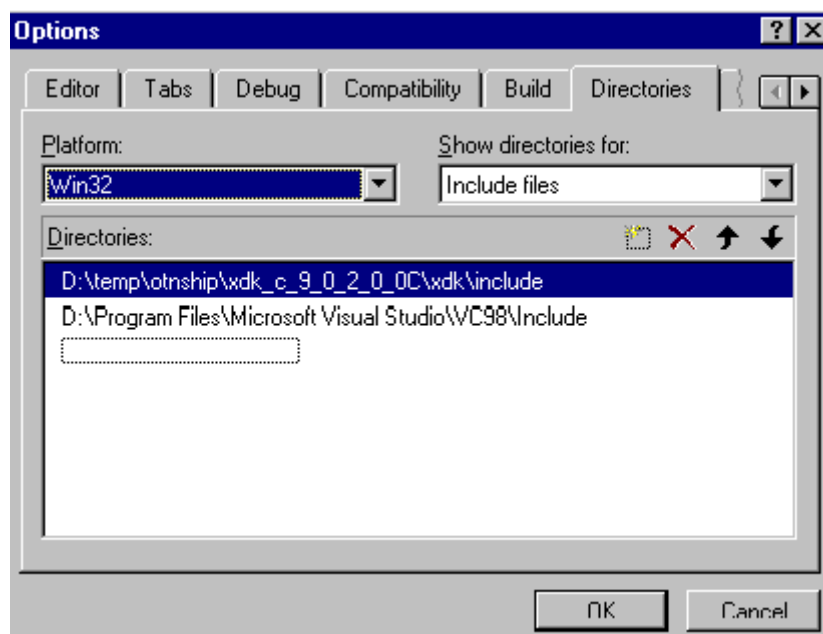 Options
Editor Tabs Debug Compatibility Build Directories
Platform: Show directories for:
Win32 Include files
Directories:
D:\temp\otnship\xdk_c_9_0_2_0_0C\xdk\include
D:\Program Files\Microsoft Visual Studio\VC98\Include
OK Cancel